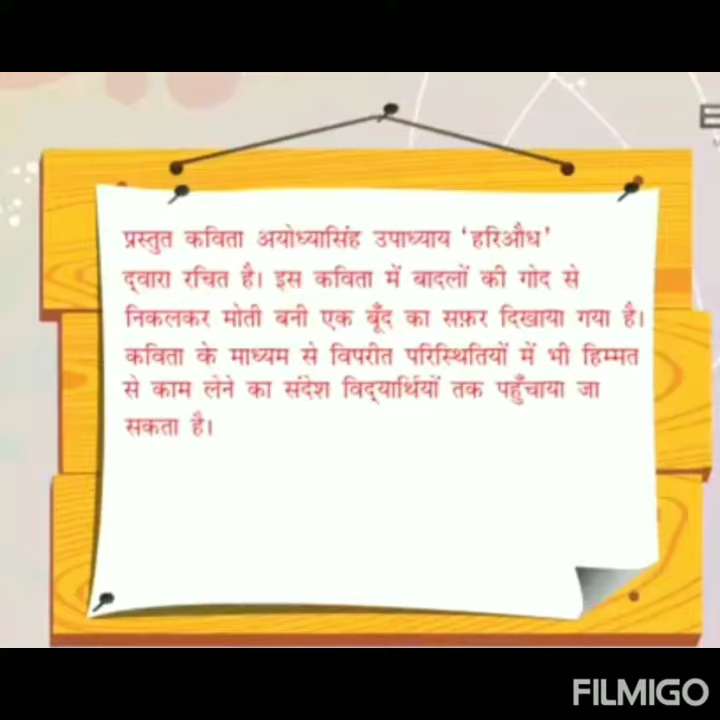 प्रस्तुत कविता अयोध्यासिंह उपाध्याय 'हरिऔध'
द्वारा रचित है। इस कविता में बादलों की गोद से
निकलकर मोती बनी एक बूँद का सफ़र दिखाया गया है।
कविता के माध्यम से विपरीत परिस्थितियों में भी हिम्मत
से काम लेने का संदेश विद्यार्थियों तक पहुँचाया जा
सकता है।
FILMIGO